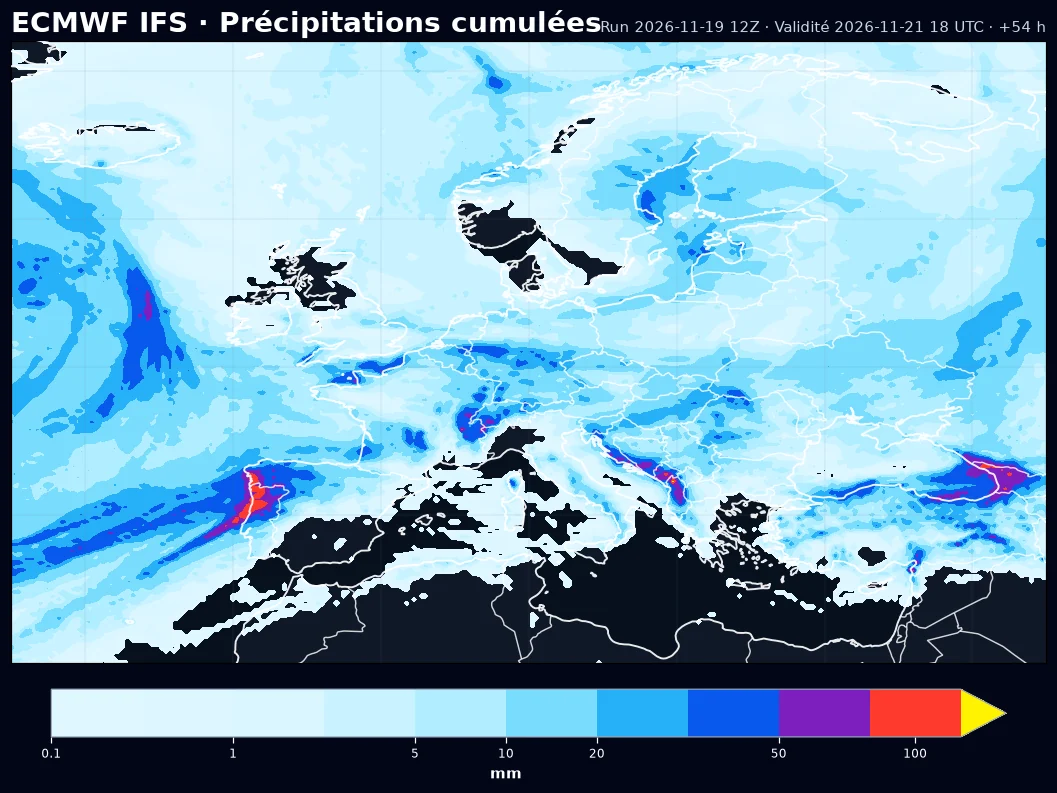 ECMWF IFS · Précipitations cumulées
Run 2026-11-19 12Z · Validité 2026-11-21 18 UTC · +54 h
0.1 1 5 10 20 50 100
mm